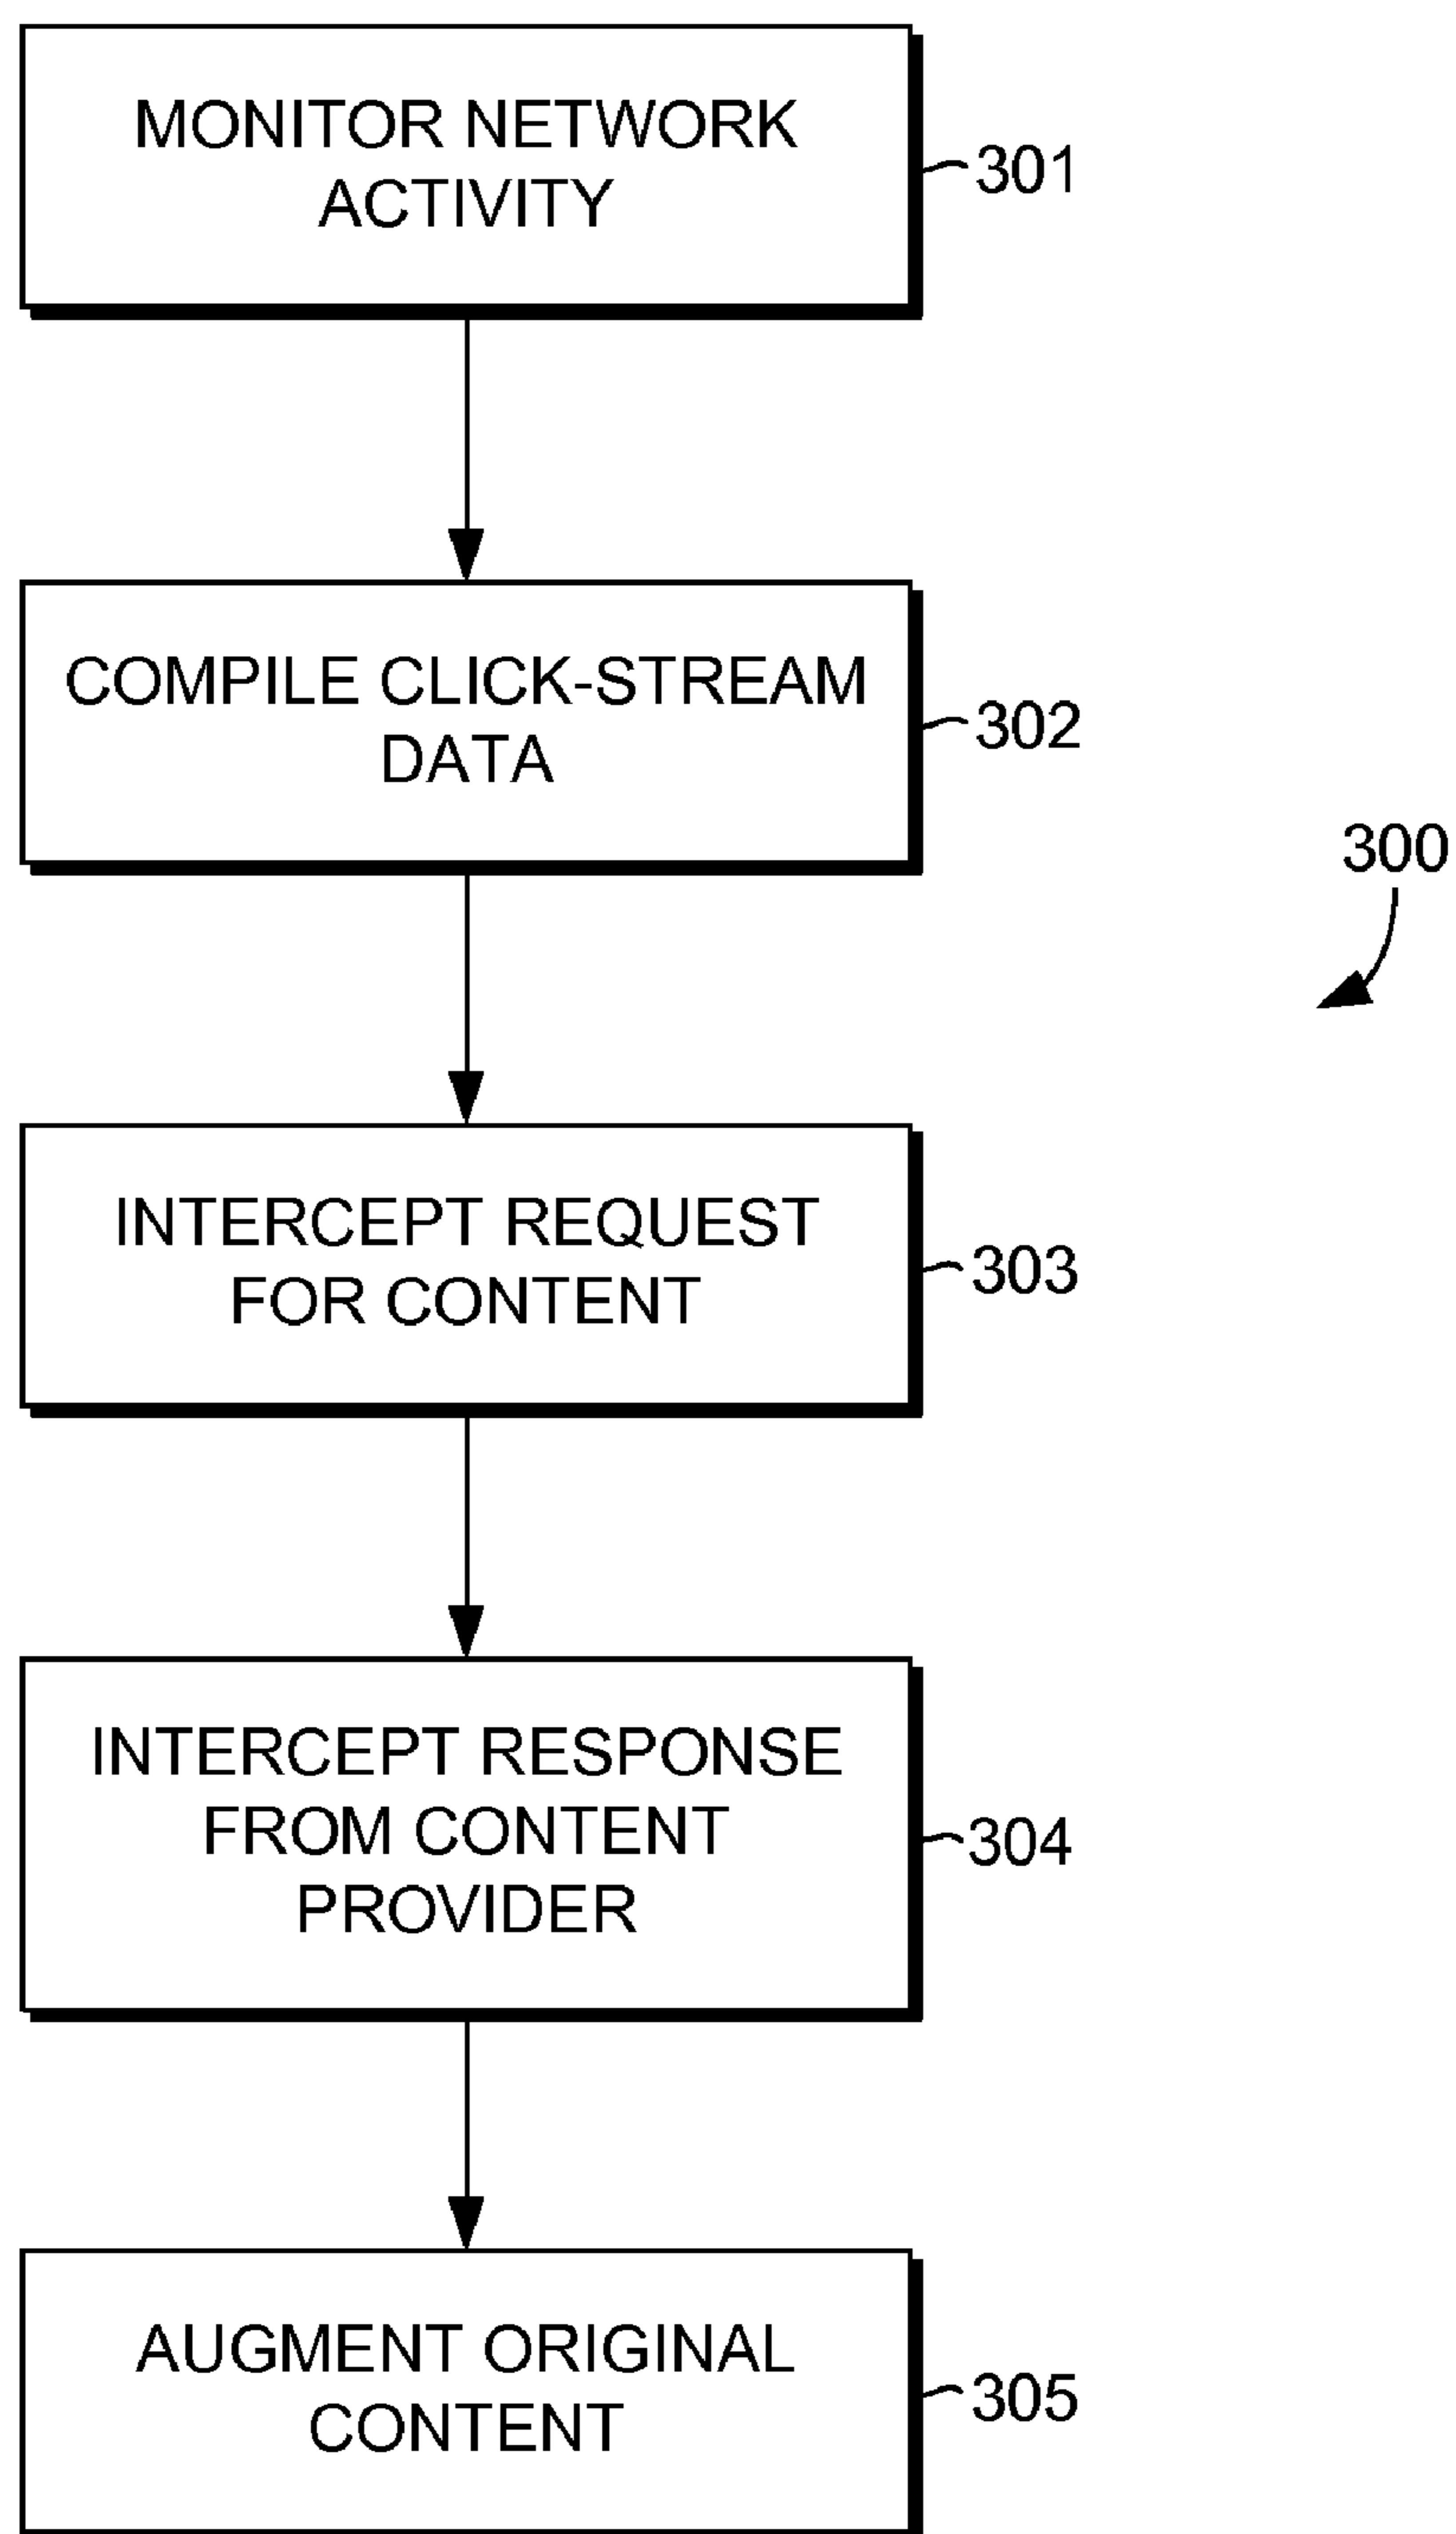 MONITOR NETWORK
ACTIVITY
301
COMPILE CLICK-STREAM
DATA
302
300
INTERCEPT REQUEST
FOR CONTENT
303
INTERCEPT RESPONSE
FROM CONTENT
PROVIDER
304
AUGMENT ORIGINAL
CONTENT
305